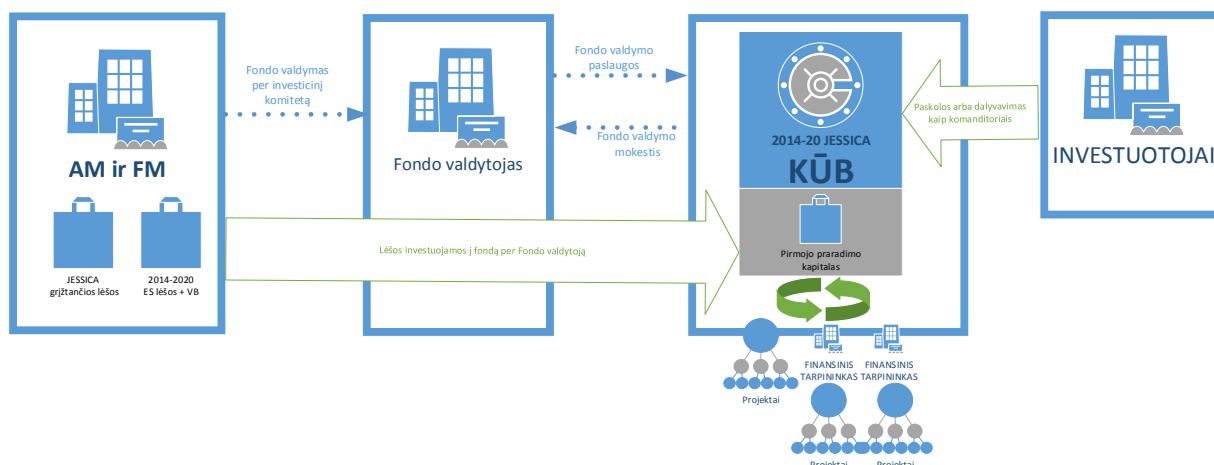 AM ir FM
JESSICA
grįžtančios lėšos
2014-2020
ES lėšos + VB
Fondo valdymas
per investicinį
komitetą
Fondo valdytojas
Lėšos investuojamos į fondą per Fondo valdytoją
Fondo valdymo
paslaugos
Fondo valdymo
mokestis
2014-20 JESSICA
KŪB
Pirmojo praradimo
kapitalas
Paskolos arba dalyvavimas
kaip komanditoriais
INVESTUOTOJAI
Projektai
FINANSINIS
TARPININKAS
FINANSINIS
TARPININKAS
Projektai
Projektai